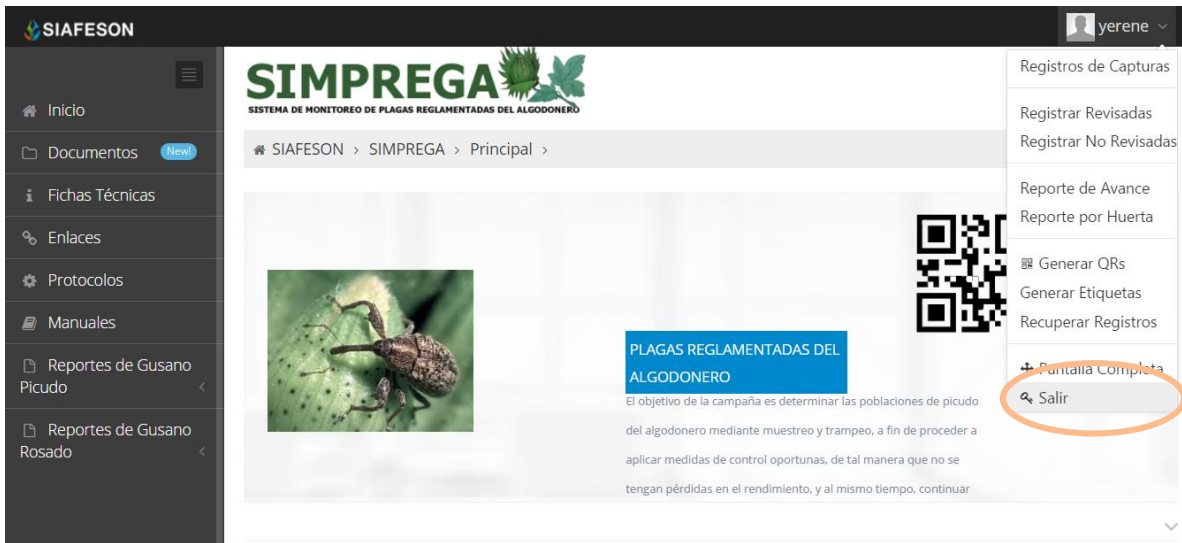 SIAFESON
yerene
Inicio
Documentos New!
Fichas Técnicas
Enlaces
Protocolos
Manuales
Reportes de Gusano
Picudo
Reportes de Gusano
Rosado
SIMPREGA
SISTEMA DE MONITOREO DE PLAGAS REGLAMENTADAS DEL ALGODONERO
SIAFESON > SIMPREGA > Principal >
PLAGAS REGLAMENTADAS DEL
ALGODONERO
El objetivo de la campaña es determinar las poblaciones de picudo
del algodonero mediante muestreo y trampeo, a fin de proceder a
aplicar medidas de control oportunas, de tal manera que no se
tengan pérdidas en el rendimiento, y al mismo tiempo, continuar
Registros de Capturas
Registrar Revisadas
Registrar No Revisadas
Reporte de Avance
Reporte por Huerta
Generar QRs
Generar Etiquetas
Recuperar Registros
Pantalla Completa
Salir